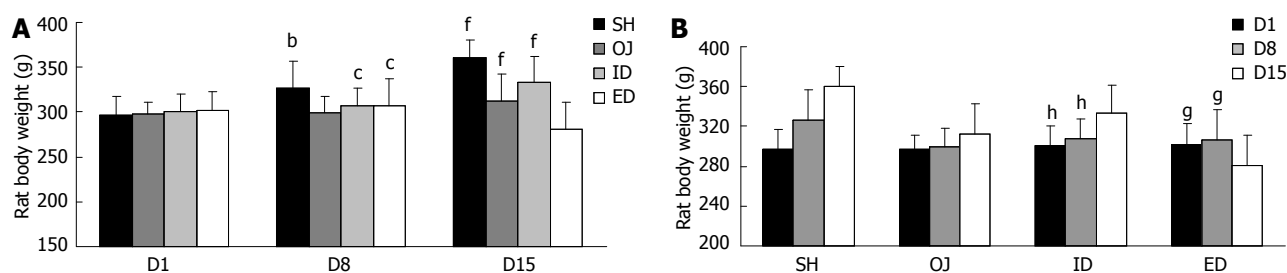 A
Rat body weight (g)
400
350
300
250
200
150
b
c
c
f
f
f
SH
OJ
ID
ED
D1
D8
D15
B
Rat body weight (g)
400
360
320
280
240
200
h
h
g
g
D1
D8
D15
SH
OJ
ID
ED